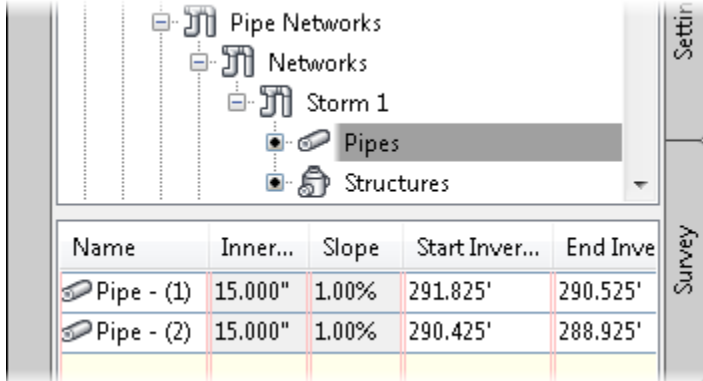 Pipe Networks
Networks
Storm 1
Pipes
Structures
Name Inner... Slope Start Inver... End Inve
Pipe - (1) 15.000" 1.00% 291.825' 290.525'
Pipe - (2) 15.000" 1.00% 290.425' 288.925'
Settin
Survey